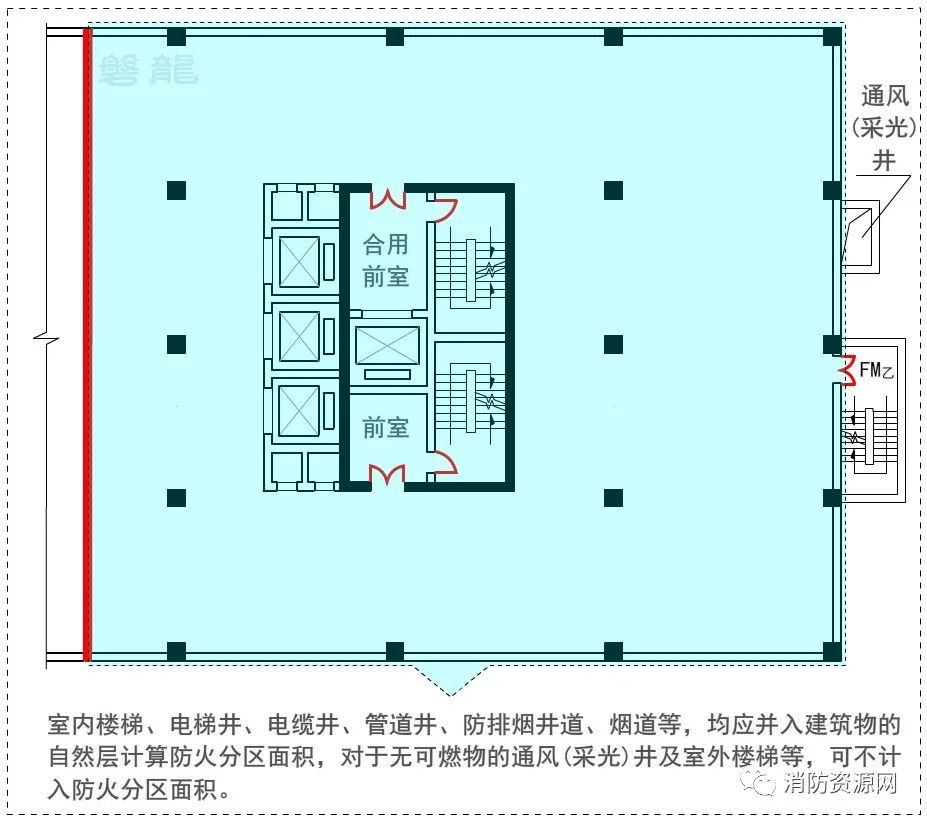 磐龍
通风
(采光)
井
合用
前室
FM乙
前室
室内楼梯、电梯井、电缆井、管道井、防排烟井道、烟道等，均应并入建筑物的
自然层计算防火分区面积，对于无可燃物的通风(采光)井及室外楼梯等，可不计
入防火分区面积。
消防资源网